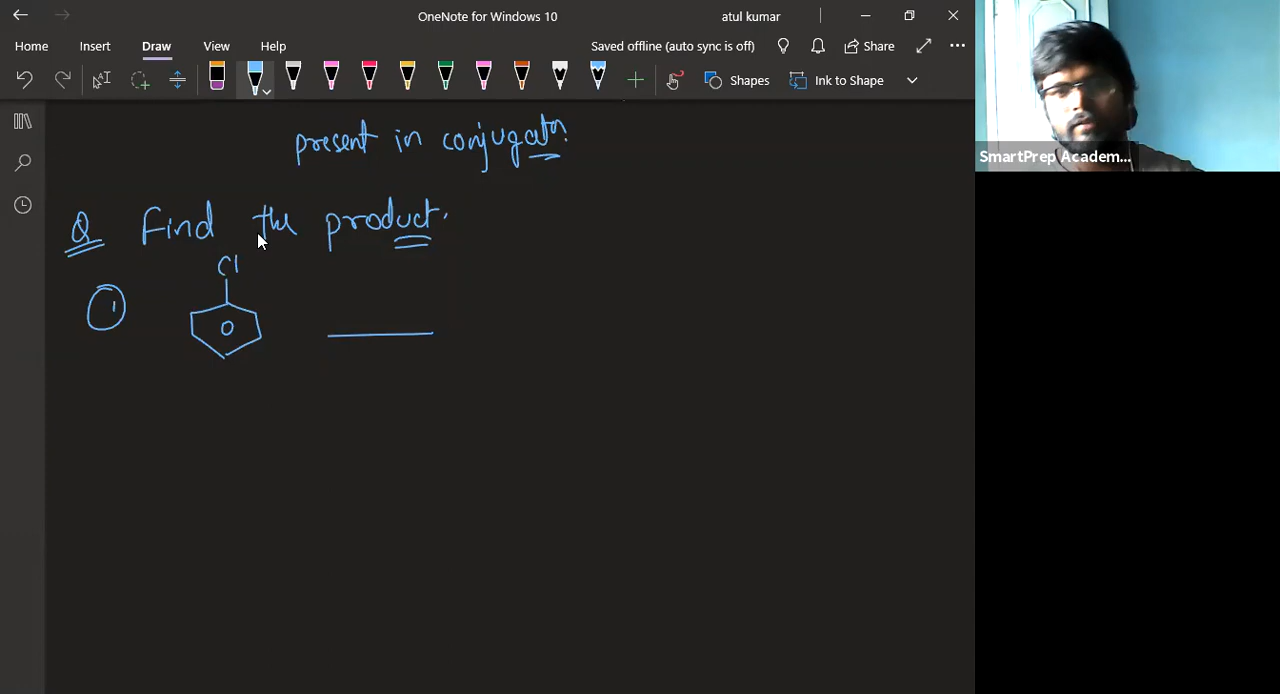 OneNote for Windows 10
atul kumar
Home Insert Draw View Help
Saved offline (auto sync is off)
Share
Shapes
Ink to Shape
SmartPrep Academ...
present in conjugatn.
Q Find the product.
1 Cl